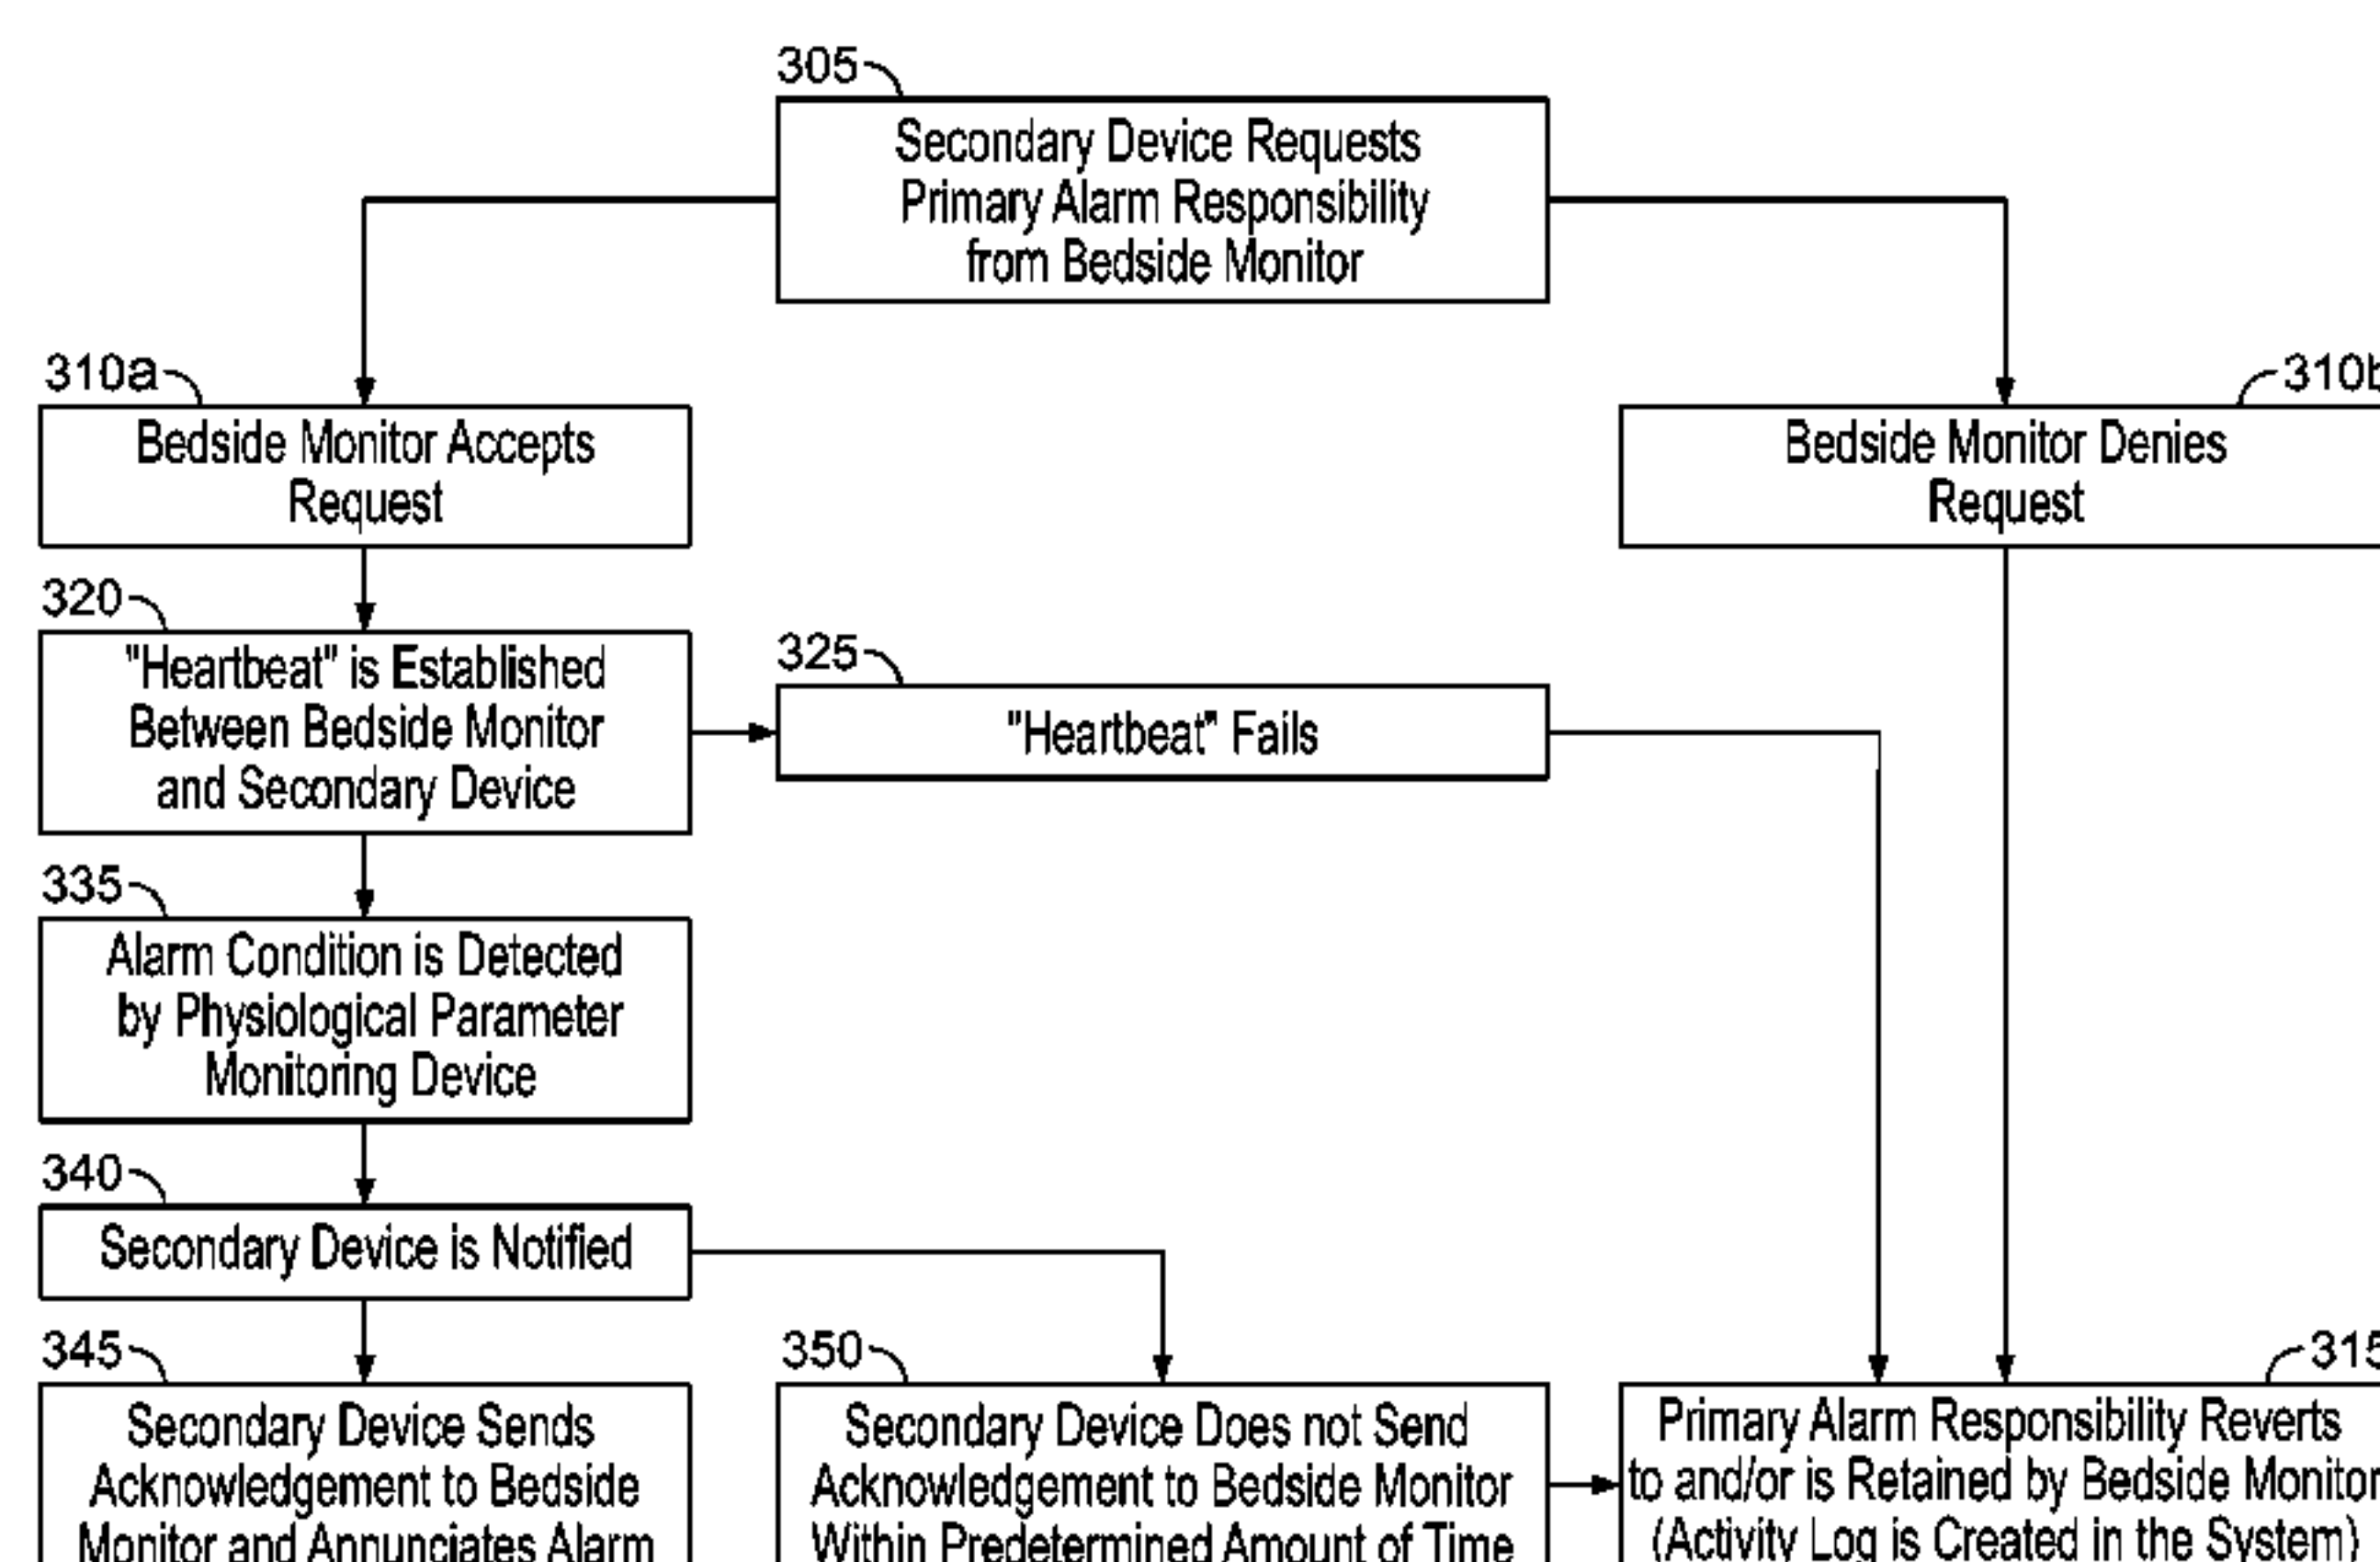 305
Secondary Device Requests
Primary Alarm Responsibility
from Bedside Monitor
310a
Bedside Monitor Accepts
Request
310b
Bedside Monitor Denies
Request
320
"Heartbeat" is Established
Between Bedside Monitor
and Secondary Device
325
"Heartbeat" Fails
335
Alarm Condition is Detected
by Physiological Parameter
Monitoring Device
340
Secondary Device is Notified
345
Secondary Device Sends
Acknowledgement to Bedside
Monitor and Annunciates Alarm
350
Secondary Device Does not Send
Acknowledgement to Bedside Monitor
Within Predetermined Amount of Time
315
Primary Alarm Responsibility Reverts
to and/or is Retained by Bedside Monitor
(Activity Log is Created in the System)